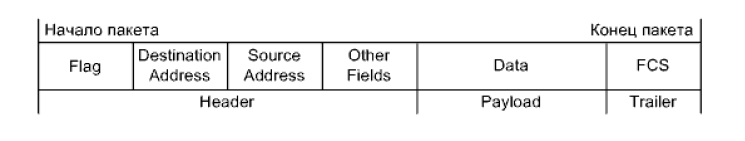 Начало пакета
Конец пакета
Flag
Destination
Address
Source
Address
Other
Fields
Data
FCS
Header
Payload
Trailer